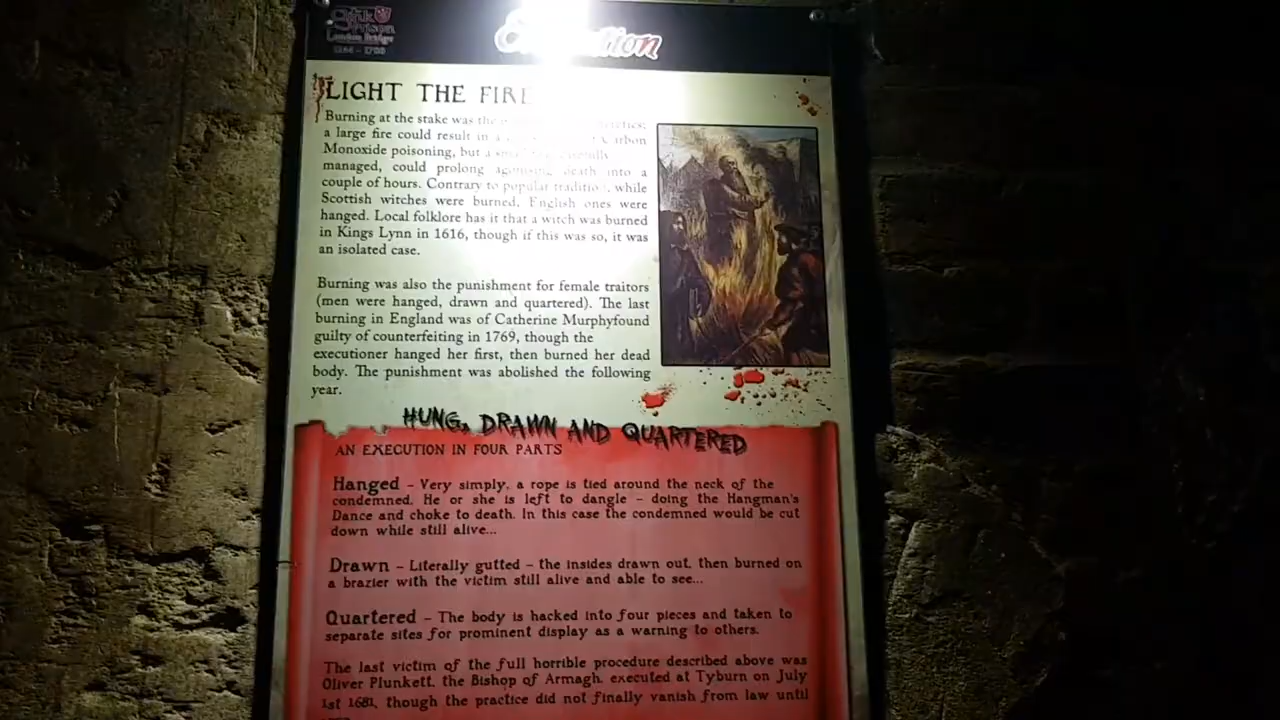 Clink
Prison
London Bridge
1144 - 1780
LIGHT THE FIRE
Burning at the stake was the
a large fire could result in a Carbon
Monoxide poisoning, but a
managed, could prolong agonising death into a
couple of hours. Contrary to popular tradition, while
Scottish witches were burned, English ones were
hanged. Local folklore has it that a witch was burned
in Kings Lynn in 1616, though if this was so, it was
an isolated case.
Burning was also the punishment for female traitors
(men were hanged, drawn and quartered). The last
burning in England was of Catherine Murphyfound
guilty of counterfeiting in 1769, though the
executioner hanged her first, then burned her dead
body. The punishment was abolished the following
year.
HUNG, DRAWN AND QUARTERED
AN EXECUTION IN FOUR PARTS
Hanged – Very simply, a rope is tied around the neck of the
condemned. He or she is left to dangle – doing the Hangman's
Dance and choke to death. In this case the condemned would be cut
down while still alive...
Drawn – Literally gutted – the insides drawn out, then burned on
a brazier with the victim still alive and able to see...
Quartered – The body is hacked into four pieces and taken to
separate sites for prominent display as a warning to others.
The last victim of the full horrible procedure described above was
Oliver Plunkett, the Bishop of Armagh, executed at Tyburn on July
1st 1681, though the practice did not finally vanish from law until